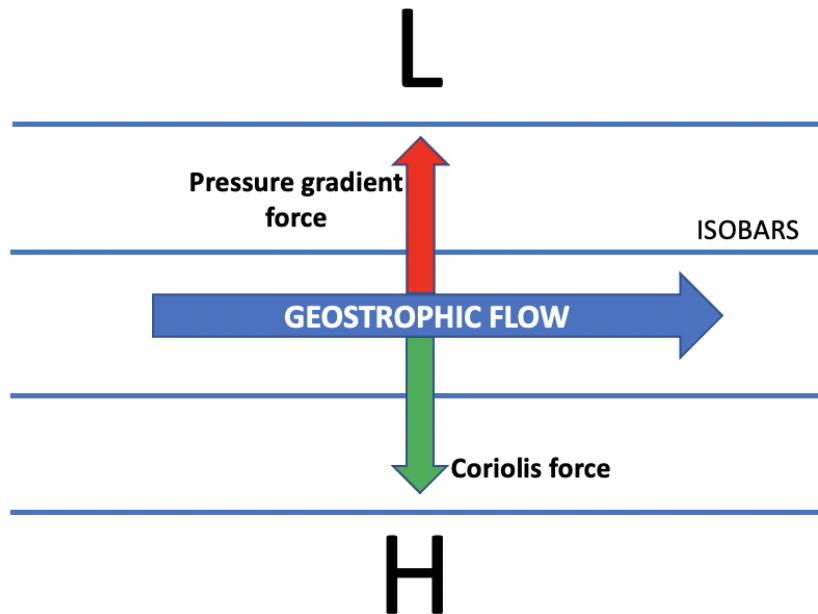 L
Pressure gradient
force
ISOBARS
GEOSTROPHIC FLOW
Coriolis force
H